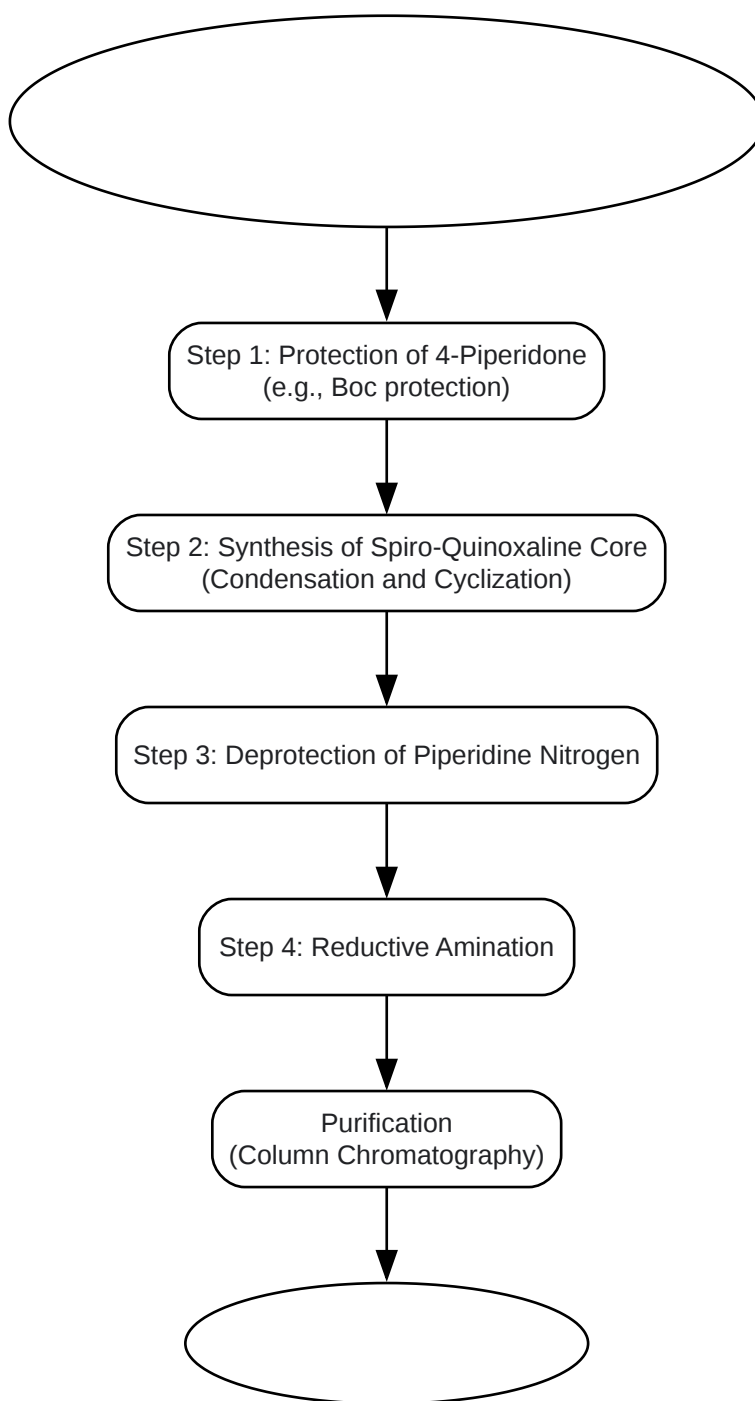 Step 1: Protection of 4-Piperidone
(e.g., Boc protection)
Step 2: Synthesis of Spiro-Quinoxaline Core
(Condensation and Cyclization)
Step 3: Deprotection of Piperidine Nitrogen
Step 4: Reductive Amination
Purification
(Column Chromatography)